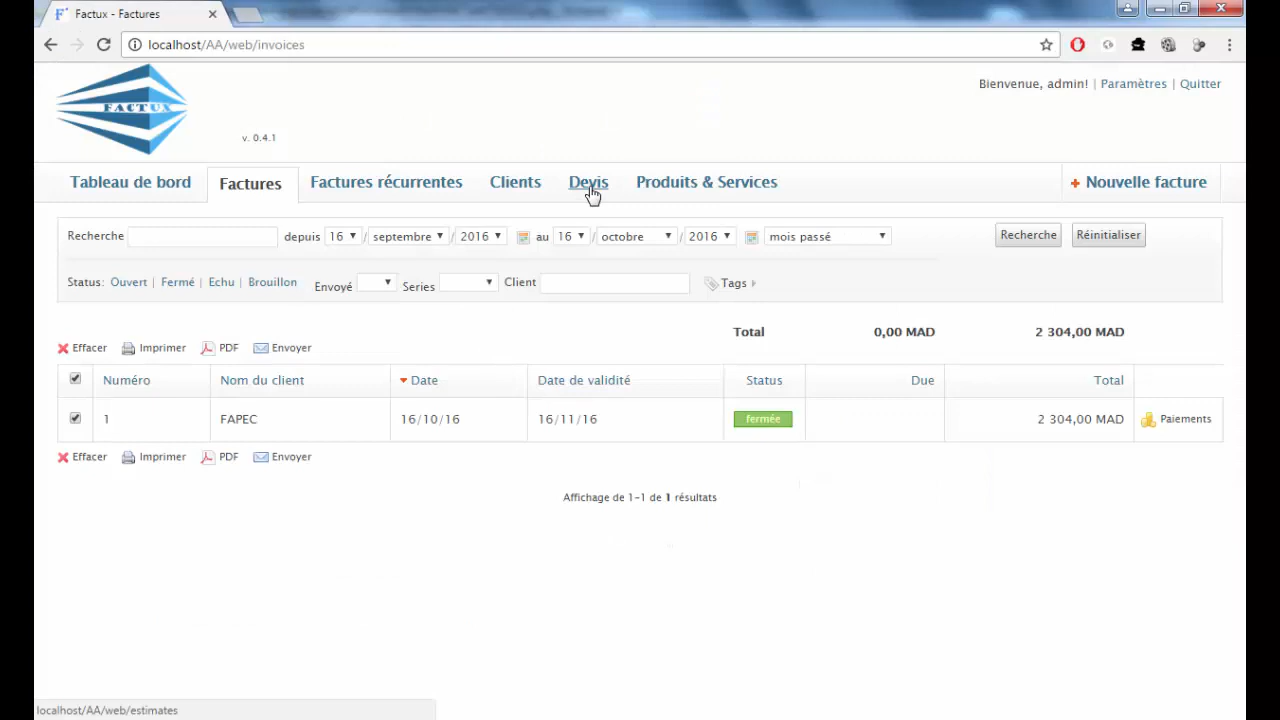 Factux - Factures
localhost/AA/web/invoices
FACTUX
v. 0.4.1
Bienvenue, admin! | Paramètres | Quitter
Tableau de bord Factures Factures récurrentes Clients Devis Produits & Services Nouvelle facture
Recherche depuis 16 / septembre / 2016 au 16 / octobre / 2016 mois passé Recherche Réinitialiser
Status: Ouvert | Fermé | Echu | Brouillon Envoyé Series Client Tags
Total 0,00 MAD 2 304,00 MAD
Effacer Imprimer PDF Envoyer
Numéro Nom du client Date Date de validité Status Due Total
1 FAPEC 16/10/16 16/11/16 fermée 2 304,00 MAD Paiements
Effacer Imprimer PDF Envoyer
Affichage de 1-1 de 1 résultats
localhost/AA/web/estimates